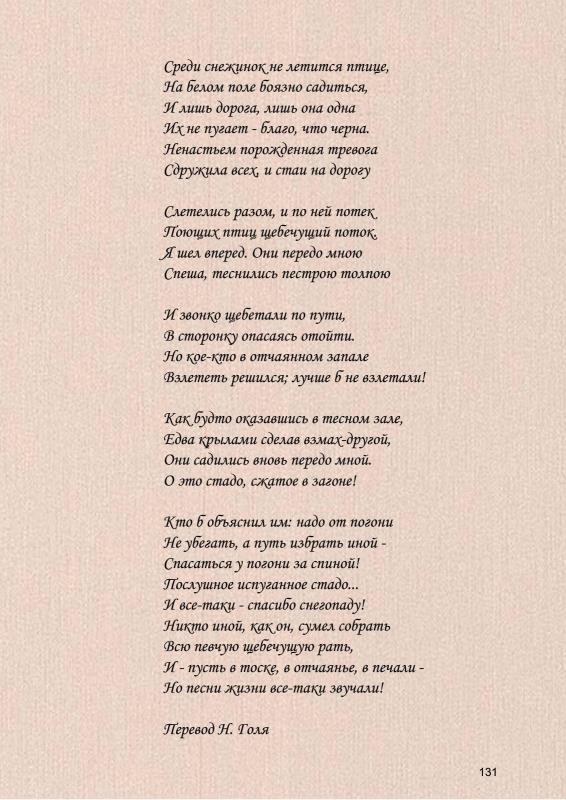 Среди снежинок не летится птице,
На белом поле боязно садиться,
И лишь дорога, лишь она одна
Их не пугает - благо, что черна.
Ненастьем порожденная тревога
Сдружила всех, и стаи на дорогу
Слетелись разом, и по ней потек
Поющих птиц щебечущий поток.
Я шел вперед. Они передо мною
Спеша, теснились пестрою толпою
И звонко щебетали по пути,
В сторонку опасаясь отойти.
Но кое-кто в отчаянном запале
Взлететь решился; лучше б не взлетали!
Как будто оказавшись в тесном зале,
Едва крылами сделав взмах-другой,
Они садились вновь передо мной.
О это стадо, сжатое в загоне!
Кто б объяснил им: надо от погони
Не убегать, а путь избрать иной -
Спасаться у погони за спиной!
Послушное испуганное стадо...
И все-таки - спасибо снегопаду!
Никто иной, как он, сумел собрать
Всю певчую щебечущую рать,
И - пусть в тоске, в отчаянье, в печали -
Но песни жизни все-таки звучали!
Перевод Н. Голя
131